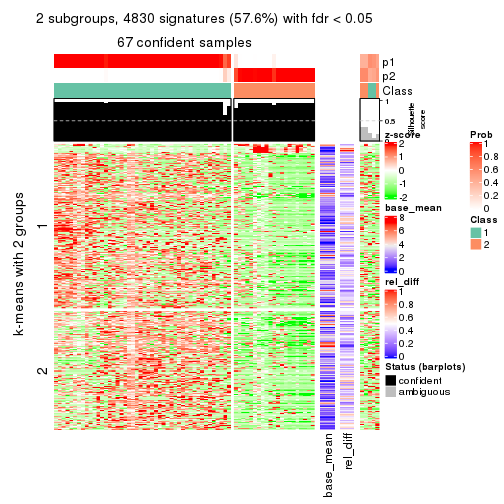 2 subgroups, 4830 signatures (57.6%) with fdr < 0.05
67 confident samples
p1
p2
Class
1
0.5
0
Silhouette
score
k-means with 2 groups
1
2
base_mean
rel_diff
z-score
2
1
0
-1
-2
base_mean
8
6
4
2
0
rel_diff
1
0.8
0.6
0.4
0.2
0
Status (barplots)
confident
ambiguous
Prob
1
0.8
0.6
0.4
0.2
0
Class
1
2